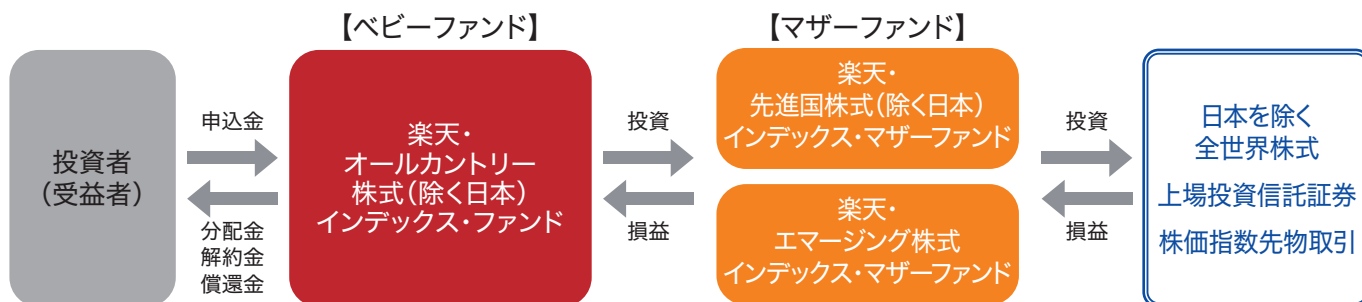 【ベビーファンド】
【マザーファンド】
投資者
（受益者）
申込金
分配金
解約金
償還金
楽天・
オールカントリー
株式（除く日本）
インデックス・ファンド
投資
損益
楽天・
先進国株式（除く日本）
インデックス・マザーファンド
楽天・
エマージング株式
インデックス・マザーファンド
投資
損益
日本を除く
全世界株式
上場投資信託証券
株価指数先物取引